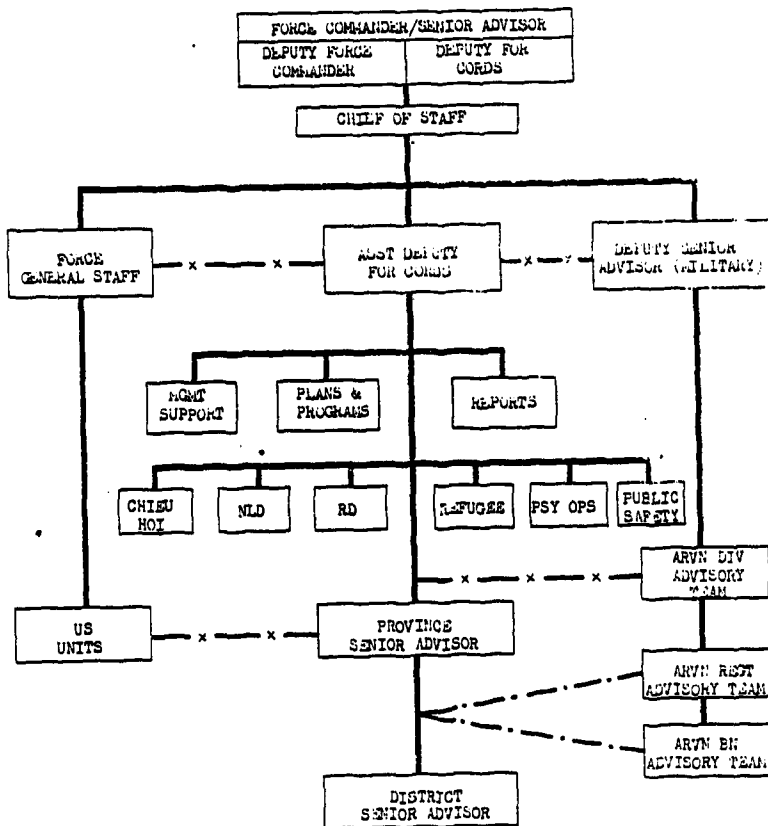 FORCE COMMANDER/SENIOR ADVISOR
DEPUTY FORCE
COMMANDER
DEPUTY FOR
CORDS
CHIEF OF STAFF
FORCE
GENERAL STAFF
ASST DEPUTY
FOR CORDS
DEPUTY SENIOR
ADVISOR (MILITARY)
MGMT
SUPPORT
PLANS &
PROGRAMS
REPORTS
CHIEU
HOI
NLD
RD
REFUGEE
PSY OPS
PUBLIC
SAFETY
ARVN DIV
ADVISORY
TEAM
US
UNITS
PROVINCE
SENIOR ADVISOR
ARVN REGT
ADVISORY TEAM
ARVN BN
ADVISORY TEAM
DISTRICT
SENIOR ADVISOR